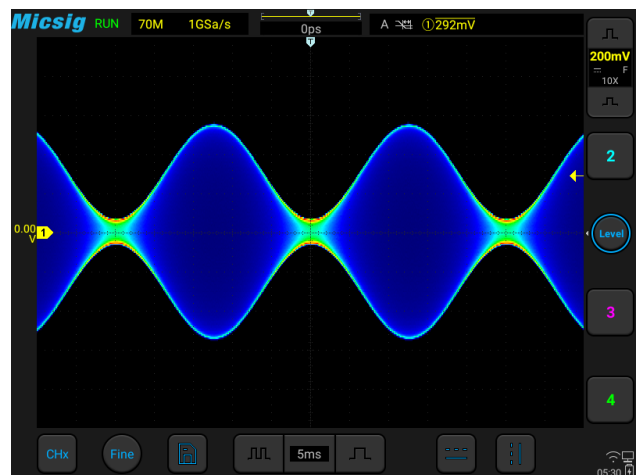 Micsig RUN 70M 1GSa/s 0ps A ①292mV
T
T
200mV
F
10X
2
0.00
V
1
Level
3
4
CHx Fine 5ms
05:30